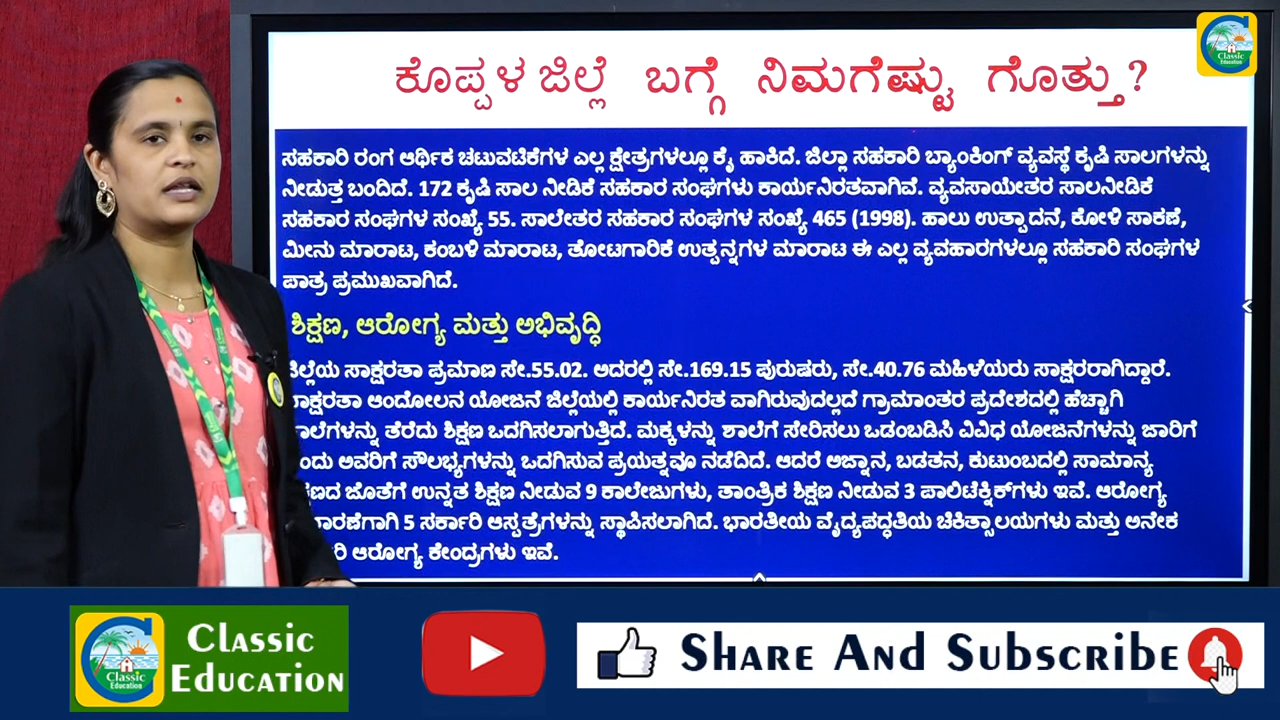 ಕೊಪ್ಪಳ ಜಿಲ್ಲೆ ಬಗ್ಗೆ ನಿಮಗೆಷ್ಟು ಗೊತ್ತು?
Classic
Education
ಸಹಕಾರಿ ರಂಗ ಆರ್ಥಿಕ ಚಟುವಟಿಕೆಗಳ ಎಲ್ಲ ಕ್ಷೇತ್ರಗಳಲ್ಲೂ ಕೈ ಹಾಕಿದೆ. ಜಿಲ್ಲಾ ಸಹಕಾರಿ ಬ್ಯಾಂಕಿಂಗ್ ವ್ಯವಸ್ಥೆ ಕೃಷಿ ಸಾಲಗಳನ್ನು
ನೀಡುತ್ತ ಬಂದಿದೆ. 172 ಕೃಷಿ ಸಾಲ ನೀಡಿಕೆ ಸಹಕಾರ ಸಂಘಗಳು ಕಾರ್ಯನಿರತವಾಗಿವೆ. ವ್ಯವಸಾಯೇತರ ಸಾಲನೀಡಿಕೆ
ಸಹಕಾರ ಸಂಘಗಳ ಸಂಖ್ಯೆ 55. ಸಾಲೇತರ ಸಹಕಾರ ಸಂಘಗಳ ಸಂಖ್ಯೆ 465 (1998). ಹಾಲು ಉತ್ಪಾದನೆ, ಕೋಳಿ ಸಾಕಣೆ,
ಮೀನು ಮಾರಾಟ, ಕಂಬಳಿ ಮಾರಾಟ, ತೋಟಗಾರಿಕೆ ಉತ್ಪನ್ನಗಳ ಮಾರಾಟ ಈ ಎಲ್ಲ ವ್ಯವಹಾರಗಳಲ್ಲೂ ಸಹಕಾರಿ ಸಂಘಗಳ
ಪಾತ್ರ ಪ್ರಮುಖವಾಗಿದೆ.
ಶಿಕ್ಷಣ, ಆರೋಗ್ಯ ಮತ್ತು ಅಭಿವೃದ್ಧಿ
ಸಾಕ್ಷರತಾ ಪ್ರಮಾಣ ಸೇ.55.02. ಅದರಲ್ಲಿ ಸೇ.169.15 ಪುರುಷರು, ಸೇ.40.76 ಮಹಿಳೆಯರು ಸಾಕ್ಷರರಾಗಿದ್ದಾರೆ.
ಆಂದೋಲನ ಯೋಜನೆ ಜಿಲ್ಲೆಯಲ್ಲಿ ಕಾರ್ಯನಿರತ ವಾಗಿರುವುದಲ್ಲದೆ ಗ್ರಾಮಾಂತರ ಪ್ರದೇಶದಲ್ಲಿ ಹೆಚ್ಚಾಗಿ
ತೆರೆದು ಶಿಕ್ಷಣ ಒದಗಿಸಲಾಗುತ್ತಿದೆ. ಮಕ್ಕಳನ್ನು ಶಾಲೆಗೆ ಸೇರಿಸಲು ಒಡಂಬಡಿಸಿ ವಿವಿಧ ಯೋಜನೆಗಳನ್ನು ಜಾರಿಗೆ
ಅವರಿಗೆ ಸೌಲಭ್ಯಗಳನ್ನು ಒದಗಿಸುವ ಪ್ರಯತ್ನವೂ ನಡೆದಿದೆ. ಆದರೆ ಅಜ್ನಾನ, ಬಡತನ, ಕುಟುಂಬದಲ್ಲಿ ಸಾಮಾನ್ಯ
ಜೊತೆಗೆ ಉನ್ನತ ಶಿಕ್ಷಣ ನೀಡುವ 9 ಕಾಲೇಜುಗಳು, ತಾಂತ್ರಿಕ ಶಿಕ್ಷಣ ನೀಡುವ 3 ಪಾಲಿಟೆಕ್ನಿಕ್‌ಗಳು ಇವೆ. ಆರೋಗ್ಯ
5 ಸರ್ಕಾರಿ ಆಸ್ಪತ್ರೆಗಳನ್ನು ಸ್ಥಾಪಿಸಲಾಗಿದೆ. ಭಾರತೀಯ ವೈದ್ಯಪದ್ಧತಿಯ ಚಿಕಿತ್ಸಾಲಯಗಳು ಮತ್ತು ಅನೇಕ
ಆರೋಗ್ಯ ಕೇಂದ್ರಗಳು ಇವೆ.
Classic
Education
Classic
Education
Share And Subscribe